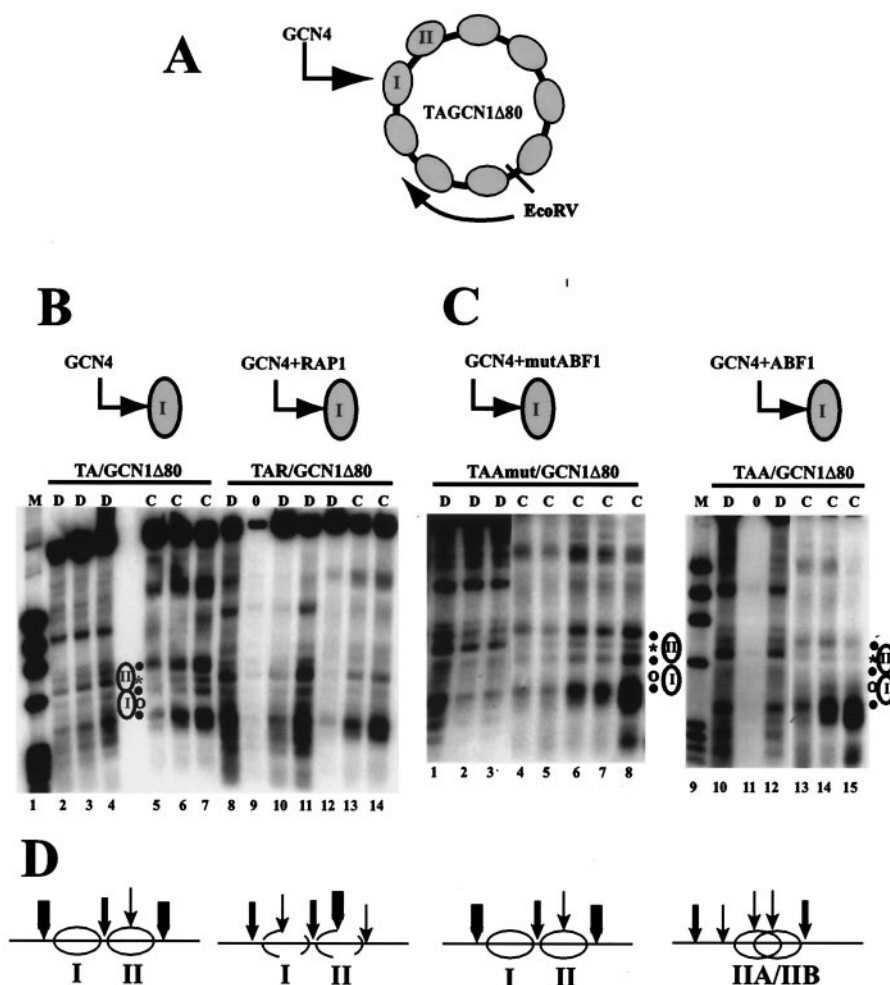 A
GCN4
II
I
TAGCN1Δ80
EcoRV
B
C
GCN4
GCN4+RAP1
GCN4+mutABF1
GCN4+ABF1
I
I
I
I
TA/GCN1Δ80
TAR/GCN1Δ80
TAAmut/GCN1Δ80
TAA/GCN1Δ80
M D D D C C C D 0 D D D C C
D D D C C C C C
M D 0 D C C C
II *
I O
* II
O I
* II
O I
1 2 3 4 5 6 7 8 9 10 11 12 13 14
1 2 3 4 5 6 7 8
9 10 11 12 13 14 15
D
I II
I II
I II
IIA/IIB